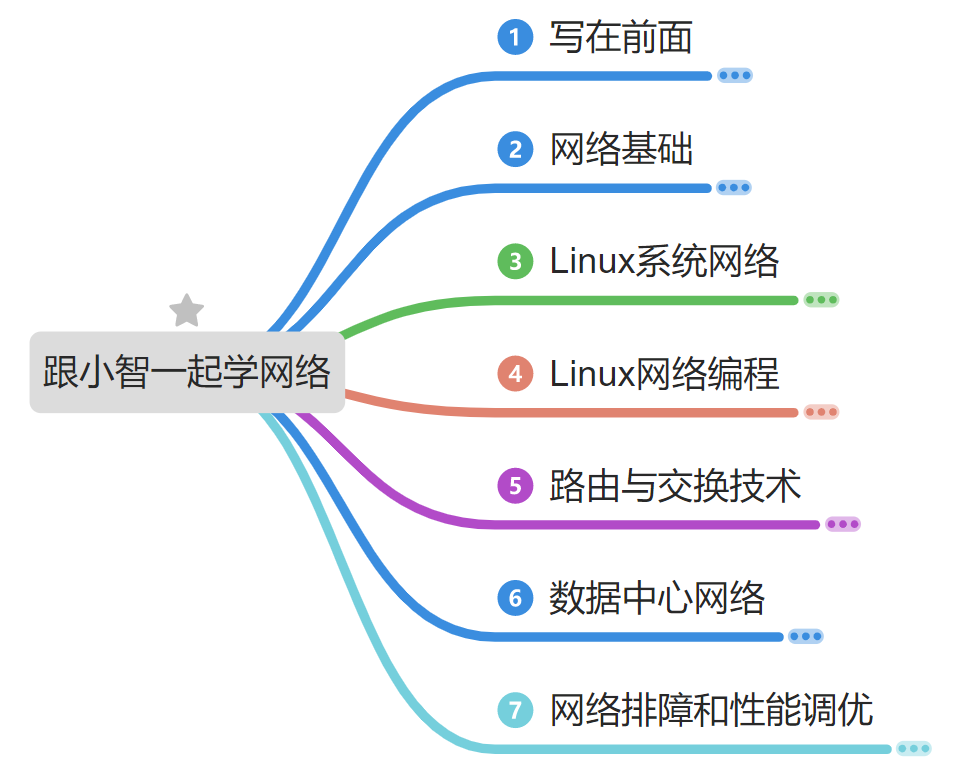 1 写在前面
2 网络基础
3 Linux系统网络
跟小智一起学网络
4 Linux网络编程
5 路由与交换技术
6 数据中心网络
7 网络排障和性能调优